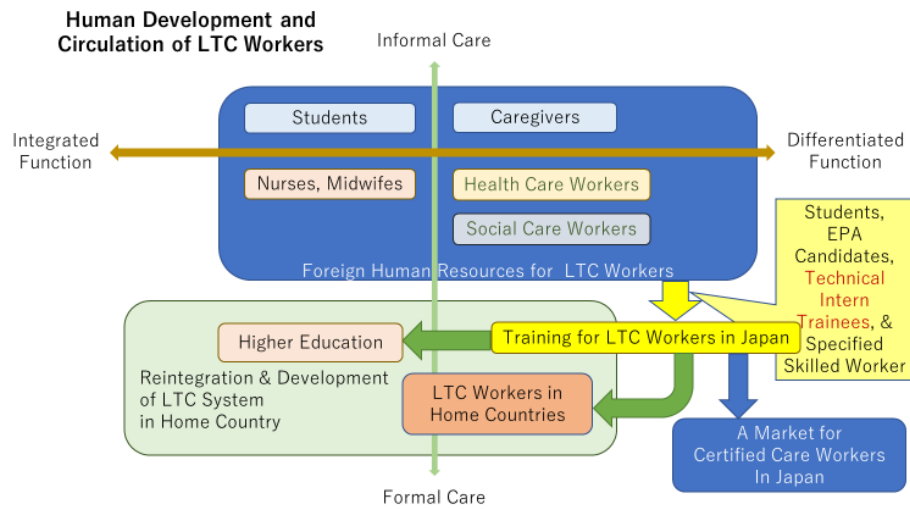 Human Development and
Circulation of LTC Workers
Informal Care
Students
Caregivers
Integrated
Function
Differentiated
Function
Nurses, Midwifes
Health Care Workers
Social Care Workers
Foreign Human Resources for LTC Workers
Students,
EPA
Candidates,
Technical
Intern
Trainees, &
Specified
Skilled Worker
Training for LTC Workers in Japan
Higher Education
Reintegration & Development
of LTC System
in Home Country
LTC Workers in
Home Countries
A Market for
Certified Care Workers
In Japan
Formal Care